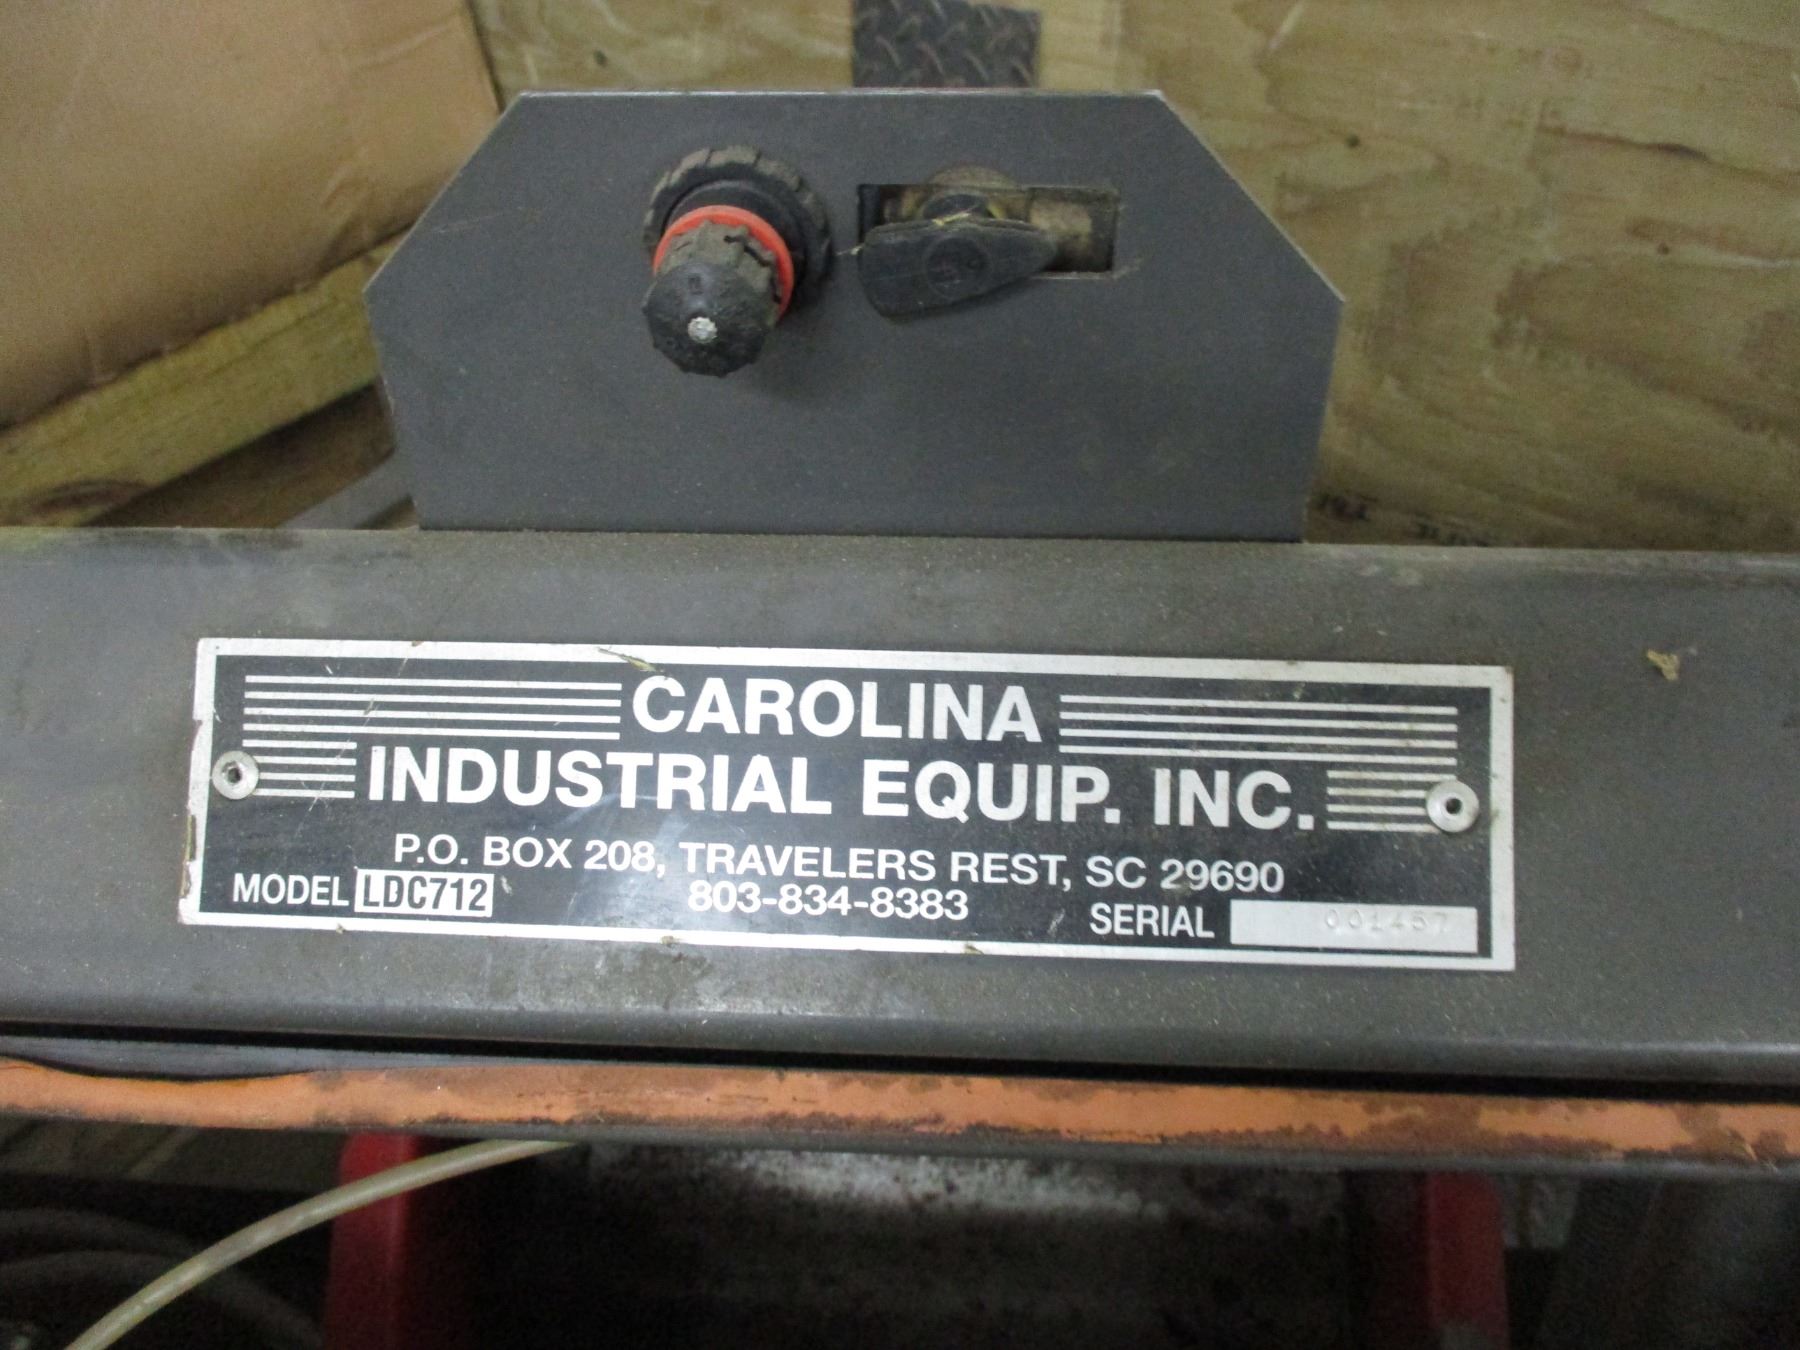 CAROLINA
INDUSTRIAL EQUIP. INC.
P.O. BOX 208, TRAVELERS REST, SC 29690
MODEL LDC712 803-834-8383 SERIAL 001457